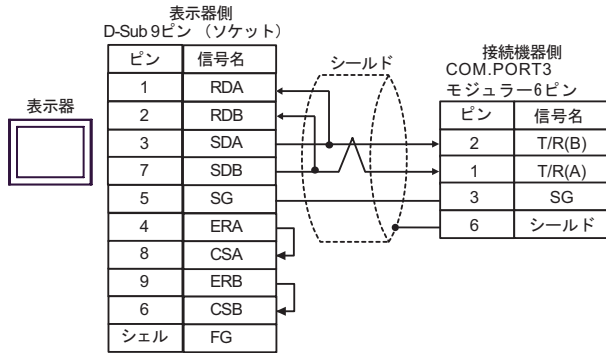 表示器側
D-Sub 9ピン （ソケット）
ピン 信号名
1 RDA
2 RDB
3 SDA
7 SDB
5 SG
4 ERA
8 CSA
9 ERB
6 CSB
シェル FG
表示器
シールド
接続機器側
COM.PORT3
モジュラー6ピン
ピン 信号名
2 T/R(B)
1 T/R(A)
3 SG
6 シールド